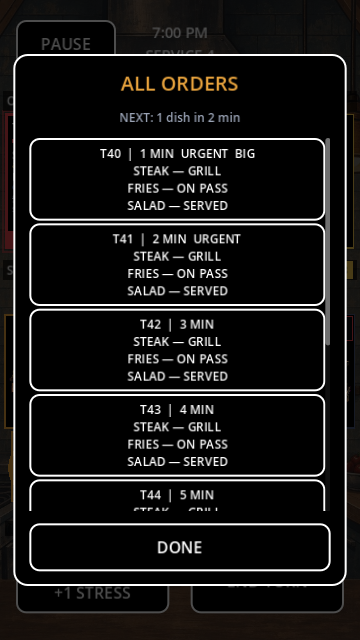 PAUSE
7:00 PM
ALL ORDERS
NEXT: 1 dish in 2 min
T40 | 1 MIN URGENT BIG
STEAK — GRILL
FRIES — ON PASS
SALAD — SERVED
T41 | 2 MIN URGENT
STEAK — GRILL
FRIES — ON PASS
SALAD — SERVED
T42 | 3 MIN
STEAK — GRILL
FRIES — ON PASS
SALAD — SERVED
T43 | 4 MIN
STEAK — GRILL
FRIES — ON PASS
SALAD — SERVED
T44 | 5 MIN
DONE
+1 STRESS